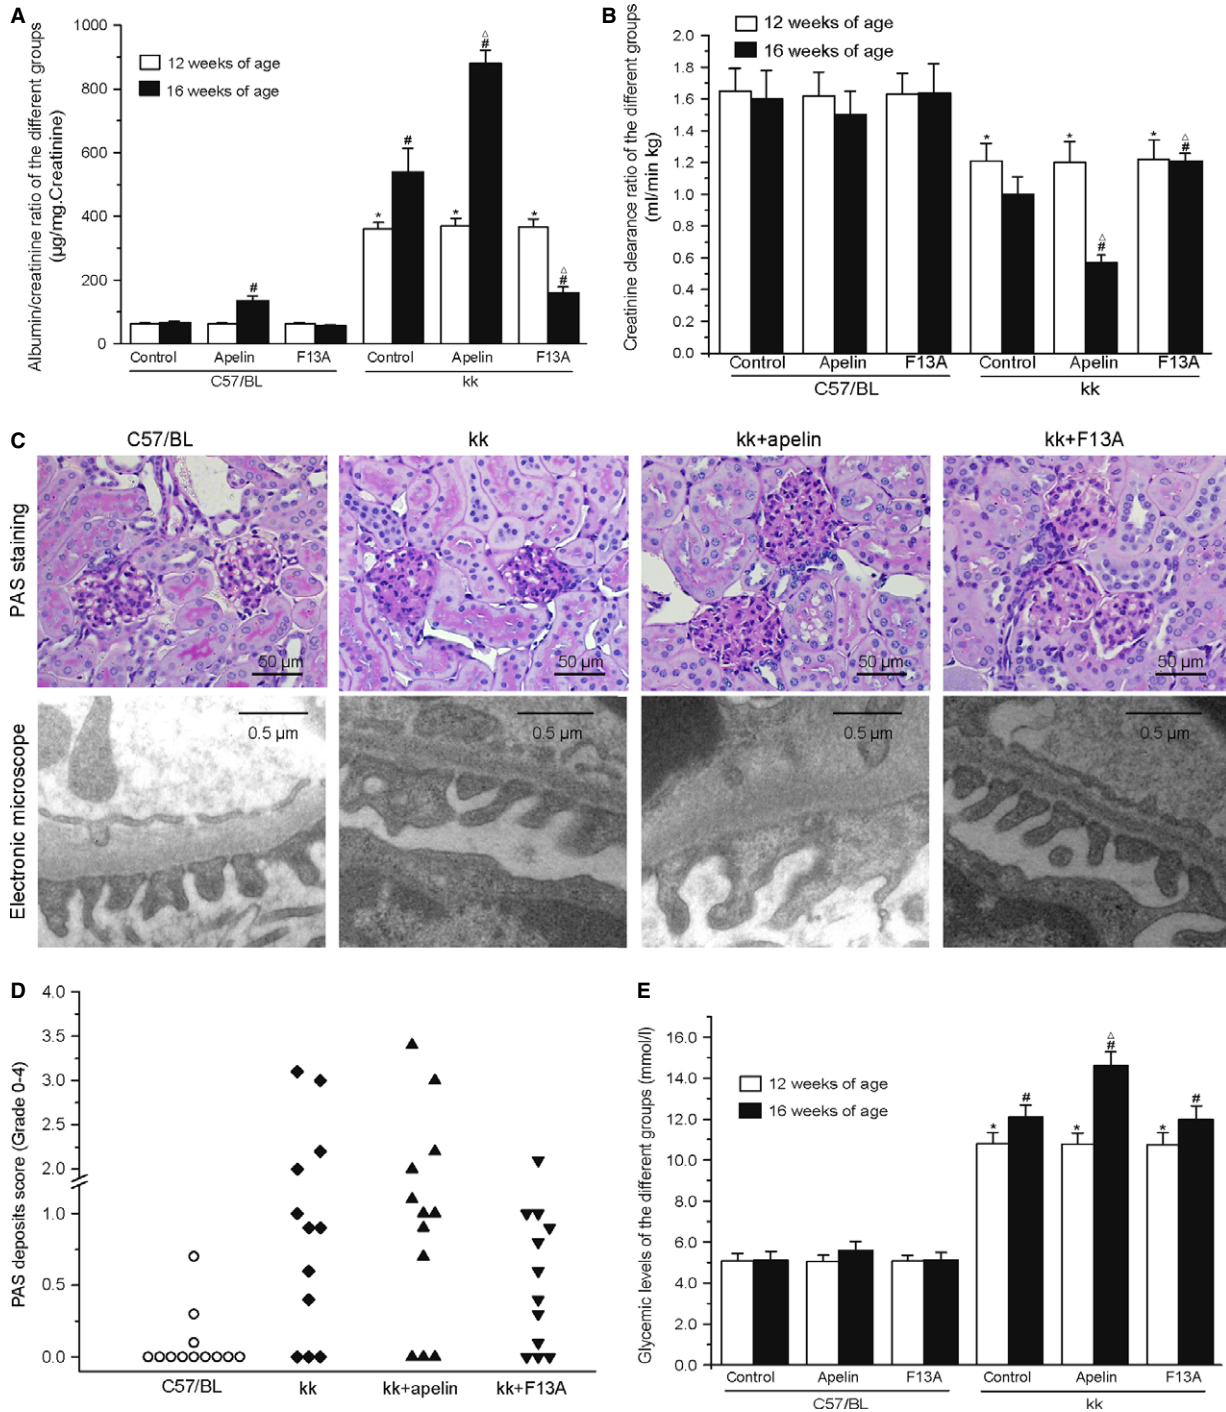 A
Albumin/creatinine ratio of the different groups
(µg/mg.Creatinine)
1000
800
600
400
200
0
12 weeks of age
16 weeks of age
#
*
#
*
△
#
*
△
#
Control Apelin F13A Control Apelin F13A
C57/BL kk
B
Creatinine clearance ratio of the different groups
(ml/min kg)
2.0
1.8
1.6
1.4
1.2
1.0
0.8
0.6
0.4
0.2
0.0
12 weeks of age
16 weeks of age
*
*
△
#
*
△
#
Control Apelin F13A Control Apelin F13A
C57/BL kk
C
C57/BL kk kk+apelin kk+F13A
PAS staining
50 µm 50 µm 50 µm 50 µm
Electronic microscope
0.5 µm 0.5 µm 0.5 µm 0.5 µm
D
PAS deposits score (Grade 0-4)
4.0
3.5
3.0
2.5
2.0
1.0
0.5
0.0
C57/BL kk kk+apelin kk+F13A
E
Glycemic levels of the different groups (mmol/l)
16.0
14.0
12.0
10.0
8.0
6.0
4.0
2.0
0.0
12 weeks of age
16 weeks of age
*
#
*
△
#
*
#
Control Apelin F13A Control Apelin F13A
C57/BL kk